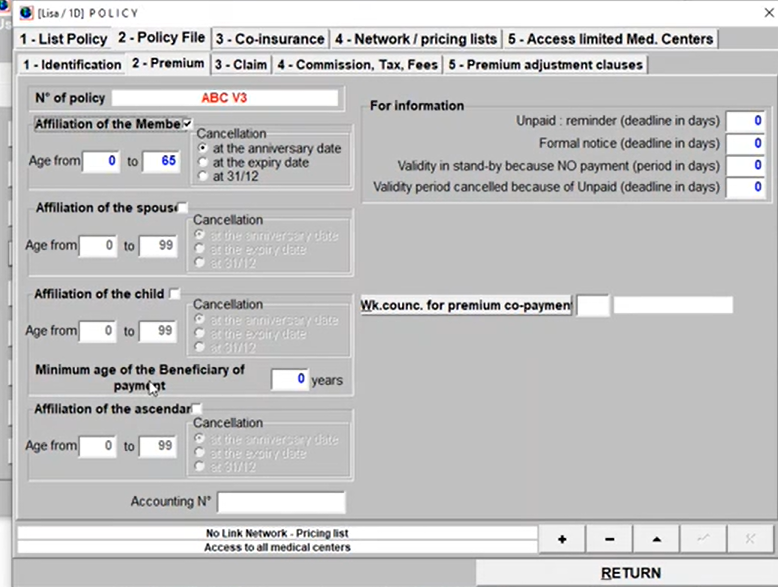 [Lisa / 1D] P O L I C Y
1 - List Policy 2 - Policy File 3 - Co-insurance 4 - Network / pricing lists 5 - Access limited Med. Centers
1 - Identification 2 - Premium 3 - Claim 4 - Commission, Tax, Fees 5 - Premium adjustment clauses
N° of policy ABC V3
Affiliation of the Membe
Cancellation
at the anniversary date
Age from 0 to 65
at the expiry date
at 31/12
Affiliation of the spouse
Cancellation
at the anniversary date
Age from 0 to 99
at the expiry date
at 31/12
Affiliation of the child
Cancellation
at the anniversary date
Age from 0 to 99
at the expiry date
at 31/12
Minimum age of the Beneficiary of
payment
0 years
Affiliation of the ascendar
Cancellation
at the anniversary date
Age from 0 to 99
at the expiry date
at 31/12
Accounting N°
For information
Unpaid : reminder (deadline in days) 0
Formal notice (deadline in days) 0
Validity in stand-by because NO payment (period in days) 0
Validity period cancelled because of Unpaid (deadline in days) 0
Wk.counc. for premium co-paymen
No Link Network - Pricing list
Access to all medical centers
+ −
RETURN